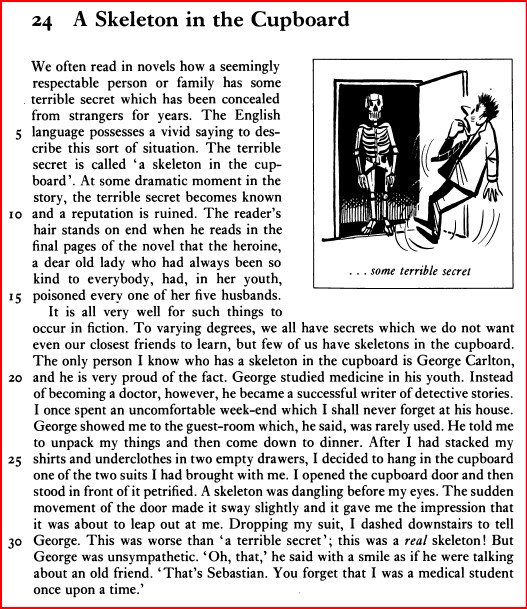 24 A Skeleton in the Cupboard
We often read in novels how a seemingly
respectable person or family has some
terrible secret which has been concealed
from strangers for years. The English
5 language possesses a vivid saying to des-
cribe this sort of situation. The terrible
secret is called ‘a skeleton in the cup-
board’. At some dramatic moment in the
story, the terrible secret becomes known
10 and a reputation is ruined. The reader's
hair stands on end when he reads in the
final pages of the novel that the heroine,
a dear old lady who had always been so
kind to everybody, had, in her youth,
15 poisoned every one of her five husbands.
. . . some terrible secret
It is all very well for such things to
occur in fiction. To varying degrees, we all have secrets which we do not want
even our closest friends to learn, but few of us have skeletons in the cupboard.
The only person I know who has a skeleton in the cupboard is George Carlton,
20 and he is very proud of the fact. George studied medicine in his youth. Instead
of becoming a doctor, however, he became a successful writer of detective stories.
I once spent an uncomfortable week-end which I shall never forget at his house.
George showed me to the guest-room which, he said, was rarely used. He told me
to unpack my things and then come down to dinner. After I had stacked my
25 shirts and underclothes in two empty drawers, I decided to hang in the cupboard
one of the two suits I had brought with me. I opened the cupboard door and then
stood in front of it petrified. A skeleton was dangling before my eyes. The sudden
movement of the door made it sway slightly and it gave me the impression that
it was about to leap out at me. Dropping my suit, I dashed downstairs to tell
30 George. This was worse than ‘a terrible secret’; this was a real skeleton! But
George was unsympathetic. ‘Oh, that,’ he said with a smile as if he were talking
about an old friend. ‘That's Sebastian. You forget that I was a medical student
once upon a time.’